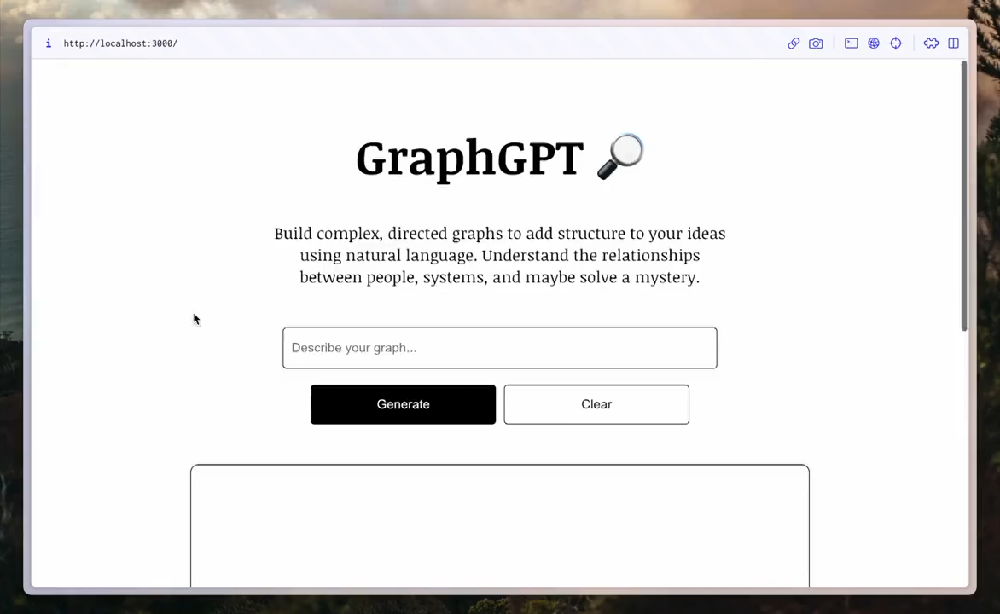 i http://localhost:3000/
GraphGPT
Build complex, directed graphs to add structure to your ideas
using natural language. Understand the relationships
between people, systems, and maybe solve a mystery.
Describe your graph...
Generate Clear